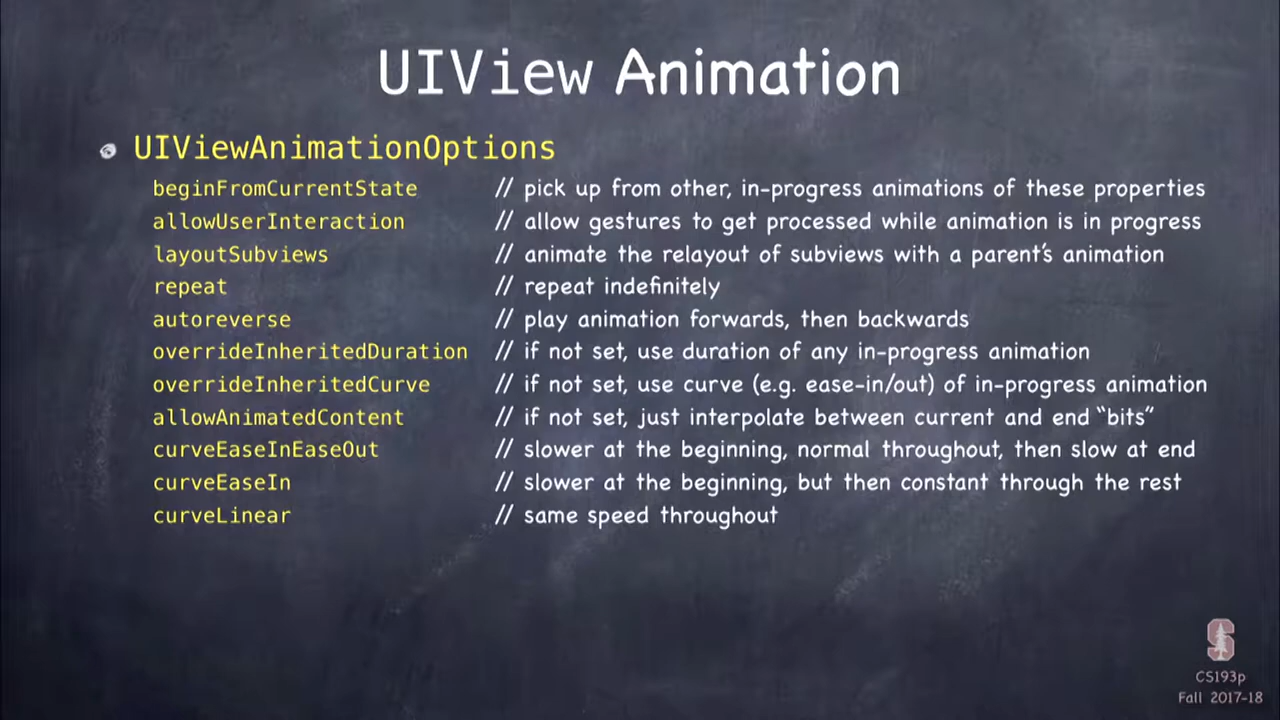 UIView Animation
UIViewAnimationOptions
beginFromCurrentState // pick up from other, in-progress animations of these properties
allowUserInteraction // allow gestures to get processed while animation is in progress
layoutSubviews // animate the relayout of subviews with a parent's animation
repeat // repeat indefinitely
autoreverse // play animation forwards, then backwards
overrideInheritedDuration // if not set, use duration of any in-progress animation
overrideInheritedCurve // if not set, use curve (e.g. ease-in/out) of in-progress animation
allowAnimatedContent // if not set, just interpolate between current and end “bits”
curveEaseInEaseOut // slower at the beginning, normal throughout, then slow at end
curveEaseIn // slower at the beginning, but then constant through the rest
curveLinear // same speed throughout
S
CS193p
Fall 2017-18